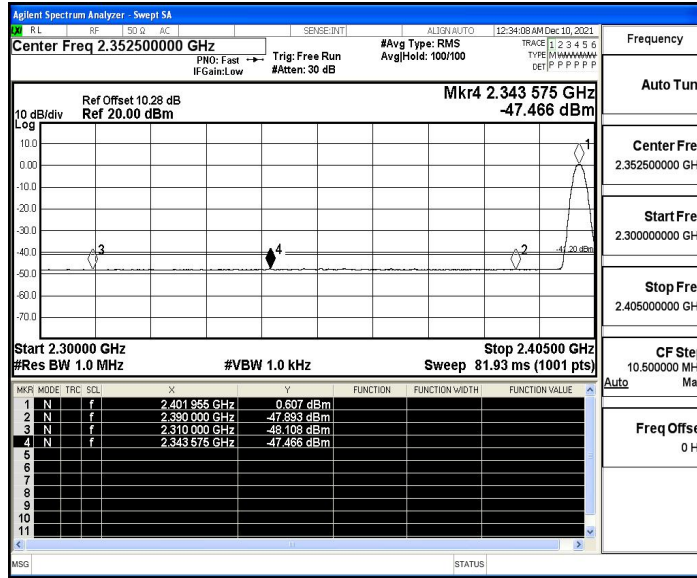 Agilent Spectrum Analyzer - Swept SA
LXI RL RF 50 Ω AC SENSE:INT ALIGNAUTO 12:34:08 AM Dec 10, 2021
Center Freq 2.352500000 GHz
PNO: Fast
IFGain:Low
Trig: Free Run
#Atten: 30 dB
#Avg Type: RMS
Avg|Hold: 100/100
TRACE 1 2 3 4 5 6
TYPE M
DET P P P P P P
Mkr4 2.343 575 GHz
-47.466 dBm
Ref Offset 10.28 dB
Ref 20.00 dBm
10 dB/div
Log
10.0
0.00
-10.0
-20.0
-30.0
-40.0
-50.0
-60.0
-70.0
1
3
4
2
-41.20 dBm
Start 2.30000 GHz
Stop 2.40500 GHz
#Res BW 1.0 MHz
#VBW 1.0 kHz
Sweep 81.93 ms (1001 pts)
MKR MODE TRC SCL X Y FUNCTION FUNCTION WIDTH FUNCTION VALUE
1 N f 2.401 955 GHz 0.607 dBm
2 N f 2.390 000 GHz -47.893 dBm
3 N f 2.310 000 GHz -48.108 dBm
4 N f 2.343 575 GHz -47.466 dBm
5
6
7
8
9
10
11
MSG STATUS
Frequency
Auto Tun
Center Fre
2.352500000 GH
Start Fre
2.300000000 GH
Stop Fre
2.405000000 GH
CF Ste
10.500000 MH
Auto Ma
Freq Offse
0 H